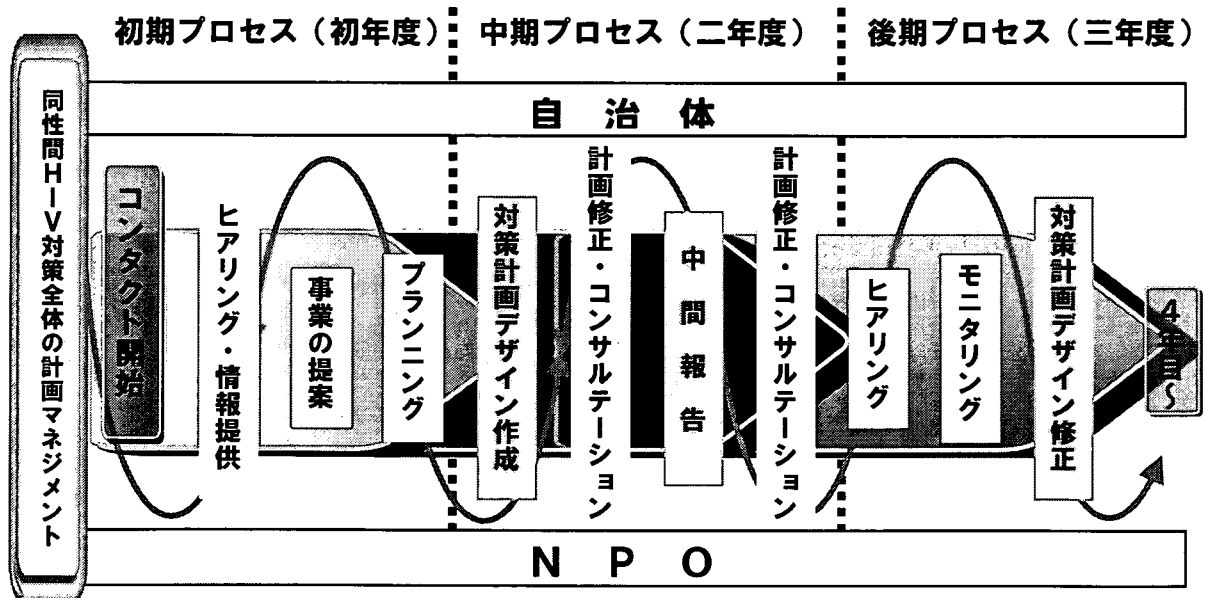 初期プロセス(初年度)
中期プロセス(二年度)
後期プロセス(三年度)
同性間HIV対策全体の計画マネジメント
自治体
コンタクト開始
ヒアリング・情報提供
事業の提案
プランニング
対策計画デザイン作成
計画修正・コンサルテーション
中間報告
計画修正・コンサルテーション
ヒアリング
モニタリング
対策計画デザイン修正
4年目~
NPO